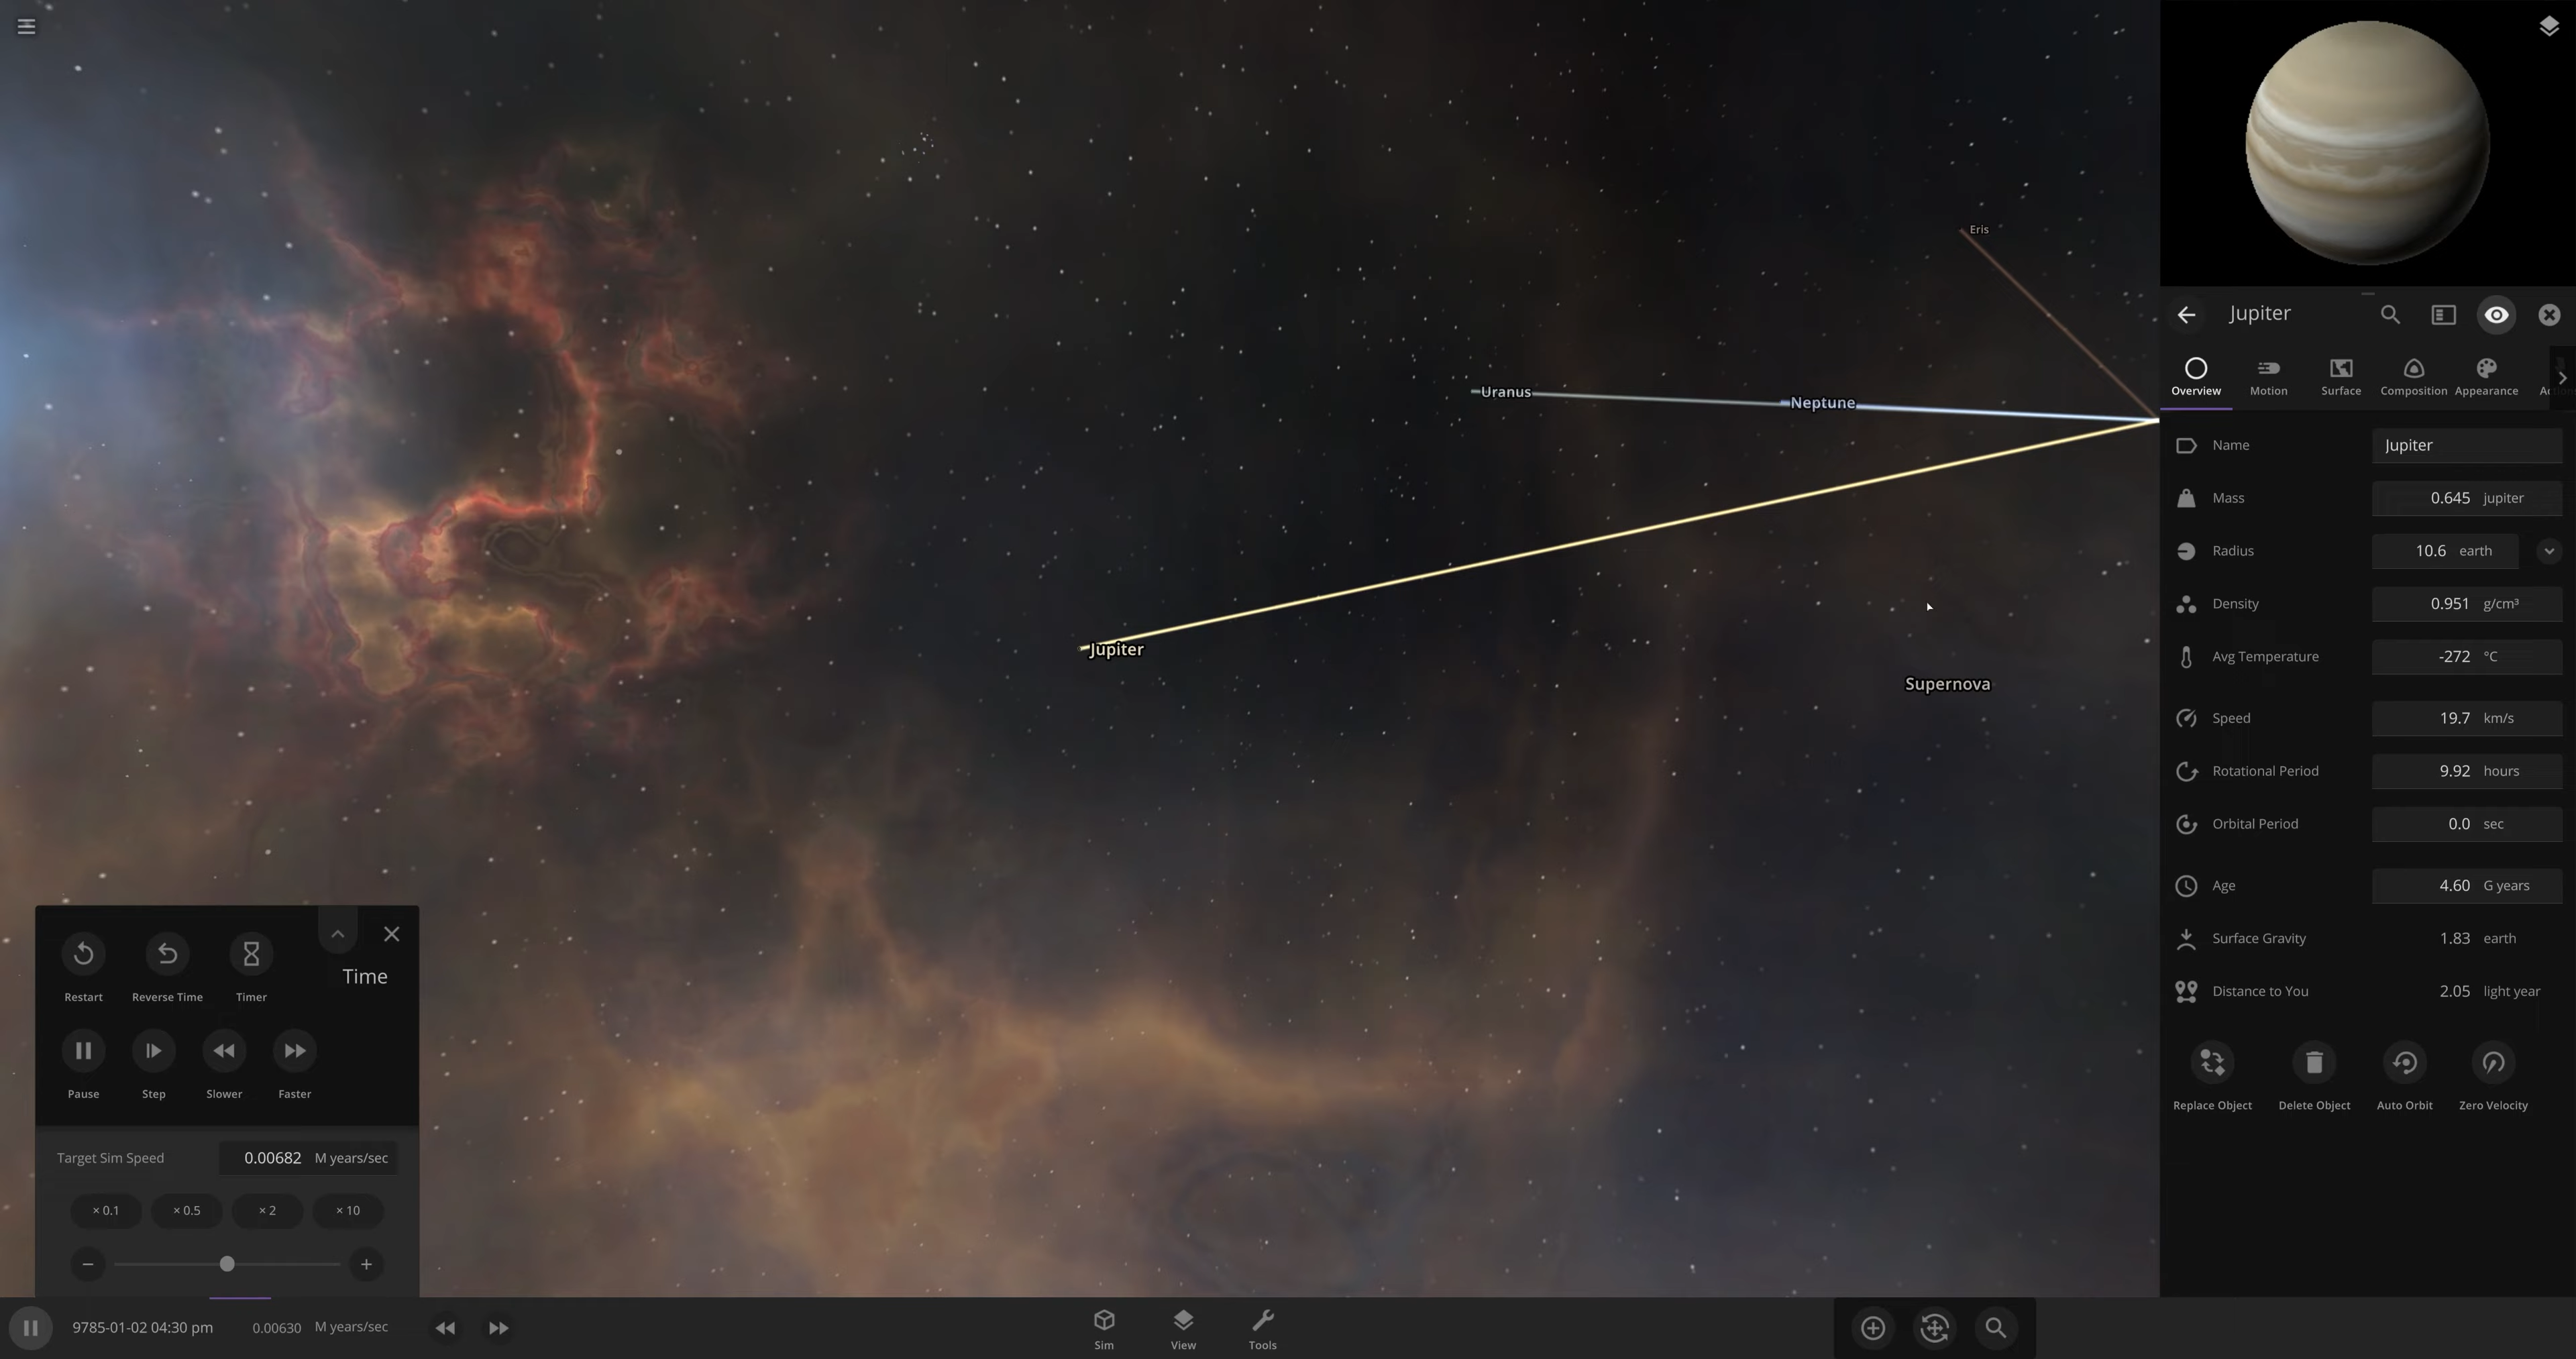 Eris
Uranus
Neptune
Jupiter
Supernova
Jupiter
Overview
Motion
Surface
Composition
Appearance
Name
Jupiter
Mass
0.645 jupiter
Radius
10.6 earth
Density
0.951 g/cm³
Avg Temperature
-272 °C
Speed
19.7 km/s
Rotational Period
9.92 hours
Orbital Period
0.0 sec
Age
4.60 G years
Surface Gravity
1.83 earth
Distance to You
2.05 light year
Replace Object
Delete Object
Auto Orbit
Zero Velocity
Time
Restart
Reverse Time
Timer
Pause
Step
Slower
Faster
Target Sim Speed
0.00682 M years/sec
× 0.1
× 0.5
× 2
× 10
9785-01-02 04:30 pm
0.00630 M years/sec
Sim
View
Tools